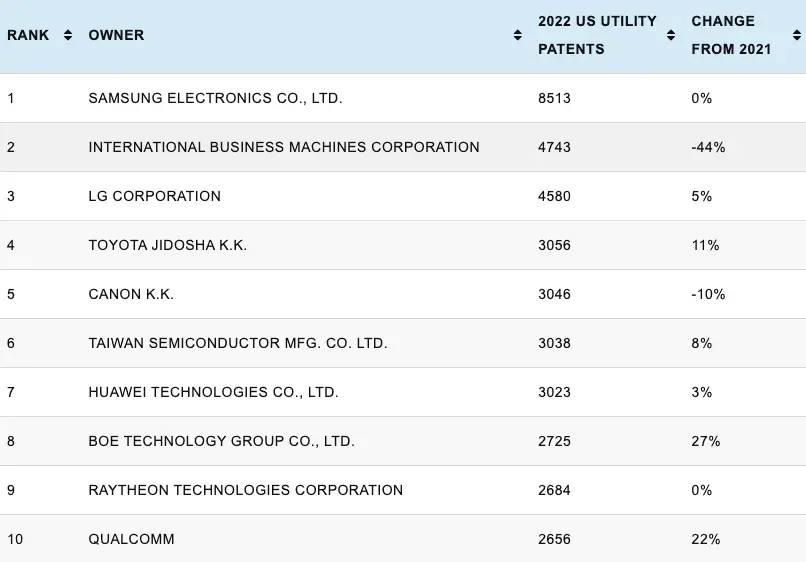 RANK OWNER 2022 US UTILITY PATENTS CHANGE FROM 2021
1 SAMSUNG ELECTRONICS CO., LTD. 8513 0%
2 INTERNATIONAL BUSINESS MACHINES CORPORATION 4743 -44%
3 LG CORPORATION 4580 5%
4 TOYOTA JIDOSHA K.K. 3056 11%
5 CANON K.K. 3046 -10%
6 TAIWAN SEMICONDUCTOR MFG. CO. LTD. 3038 8%
7 HUAWEI TECHNOLOGIES CO., LTD. 3023 3%
8 BOE TECHNOLOGY GROUP CO., LTD. 2725 27%
9 RAYTHEON TECHNOLOGIES CORPORATION 2684 0%
10 QUALCOMM 2656 22%